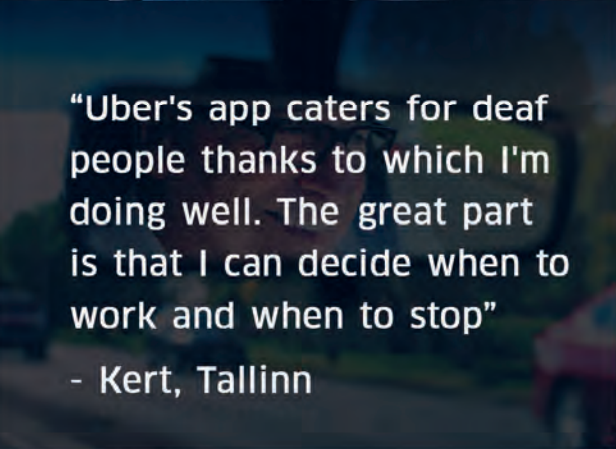 “Uber's app caters for deaf
people thanks to which I'm
doing well. The great part
is that I can decide when to
work and when to stop”
- Kert, Tallinn